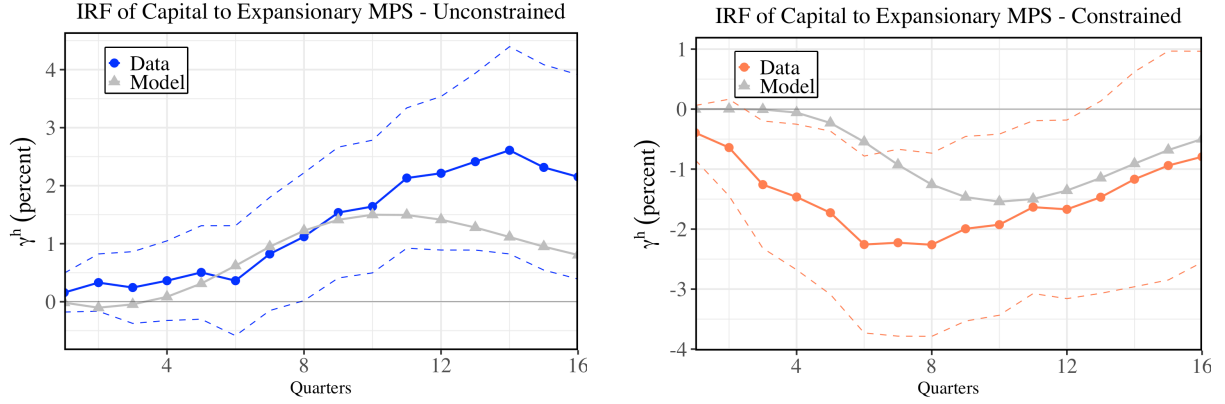 IRF of Capital to Expansionary MPS - Unconstrained
Data
Model
4
3
2
1
0
γʰ (percent)
4
8
12
16
Quarters
IRF of Capital to Expansionary MPS - Constrained
Data
Model
1
0
-1
-2
-3
-4
γʰ (percent)
4
8
12
16
Quarters